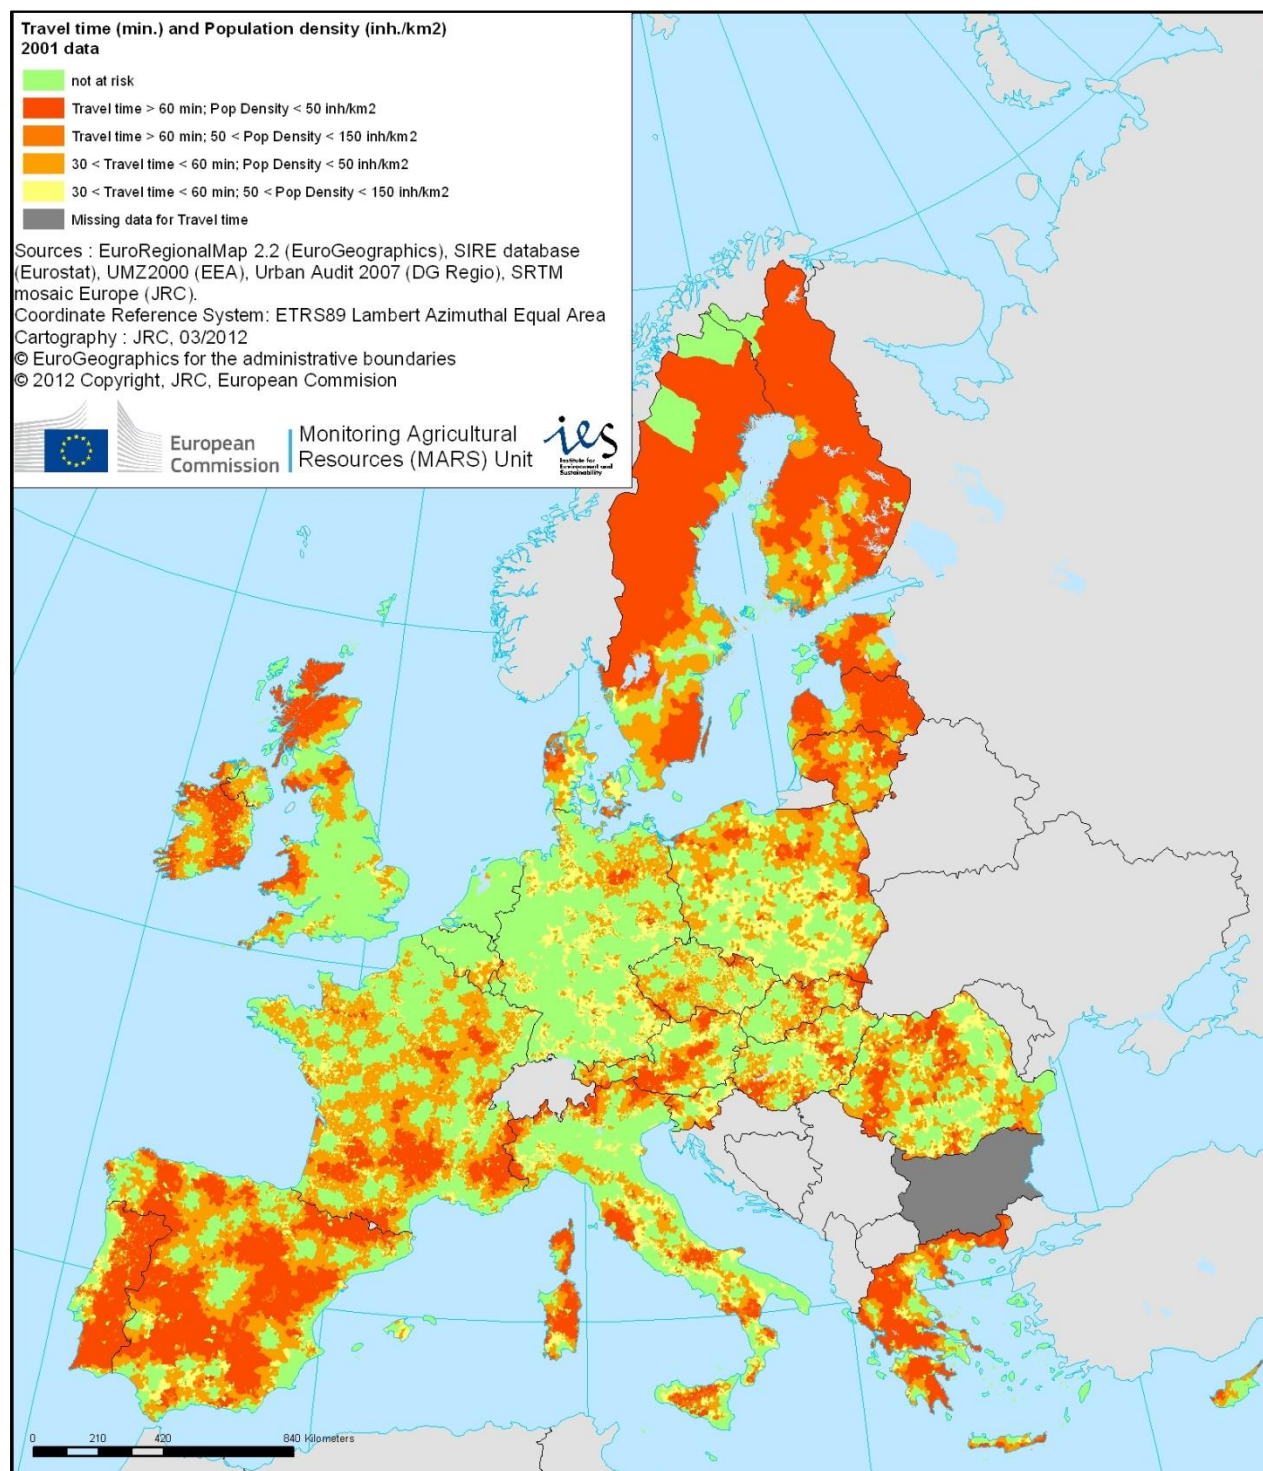 Travel time (min.) and Population density (inh./km2)
2001 data
not at risk
Travel time > 60 min; Pop Density < 50 inh/km2
Travel time > 60 min; 50 < Pop Density < 150 inh/km2
30 < Travel time < 60 min; Pop Density < 50 inh/km2
30 < Travel time < 60 min; 50 < Pop Density < 150 inh/km2
Missing data for Travel time
Sources : EuroRegionalMap 2.2 (EuroGeographics), SIRE database
(Eurostat), UMZ2000 (EEA), Urban Audit 2007 (DG Regio), SRTM
mosaic Europe (JRC).
Coordinate Reference System: ETRS89 Lambert Azimuthal Equal Area
Cartography : JRC, 03/2012
© EuroGeographics for the administrative boundaries
© 2012 Copyright, JRC, European Commision
European
Commission
Monitoring Agricultural
Resources (MARS) Unit
ies
Institute for
Environment and
Sustainability
0 210 420 840 Kilometers